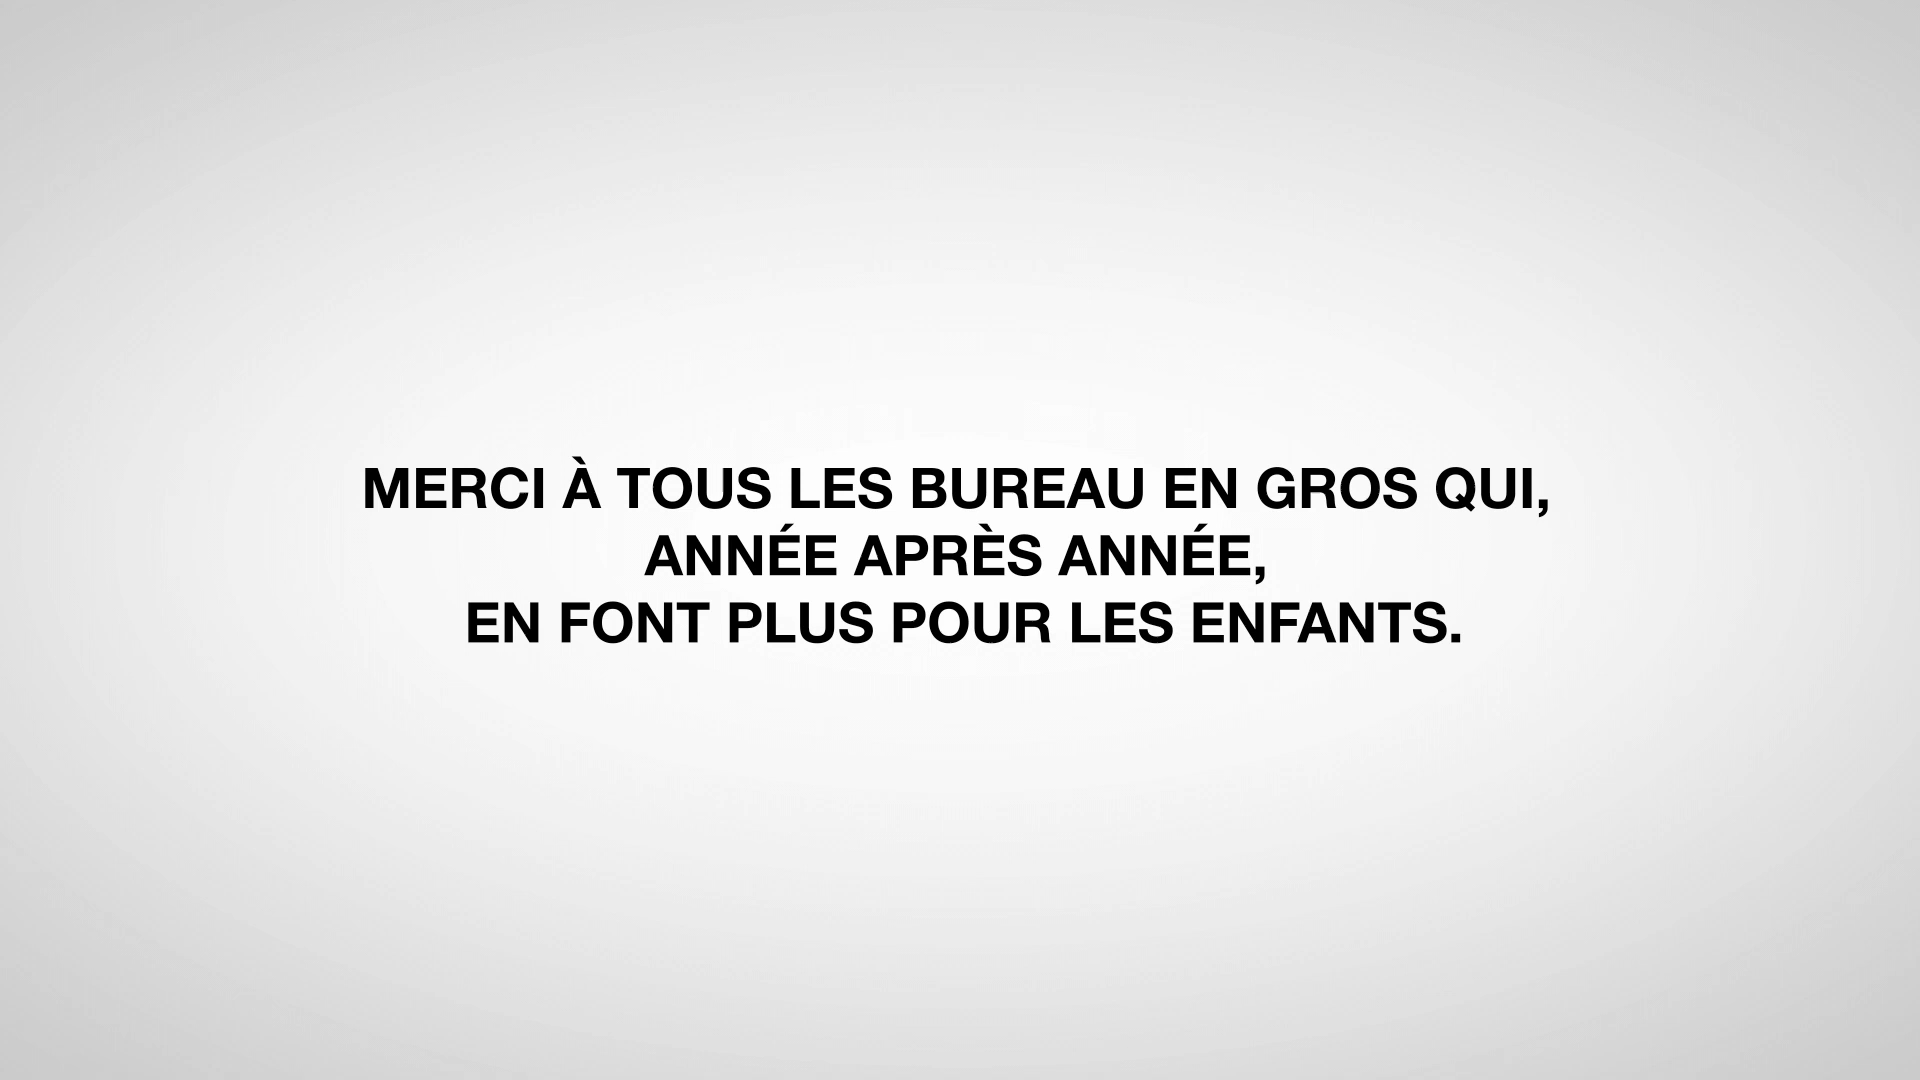 MERCI À TOUS LES BUREAU EN GROS QUI,
ANNÉE APRÈS ANNÉE,
EN FONT PLUS POUR LES ENFANTS.